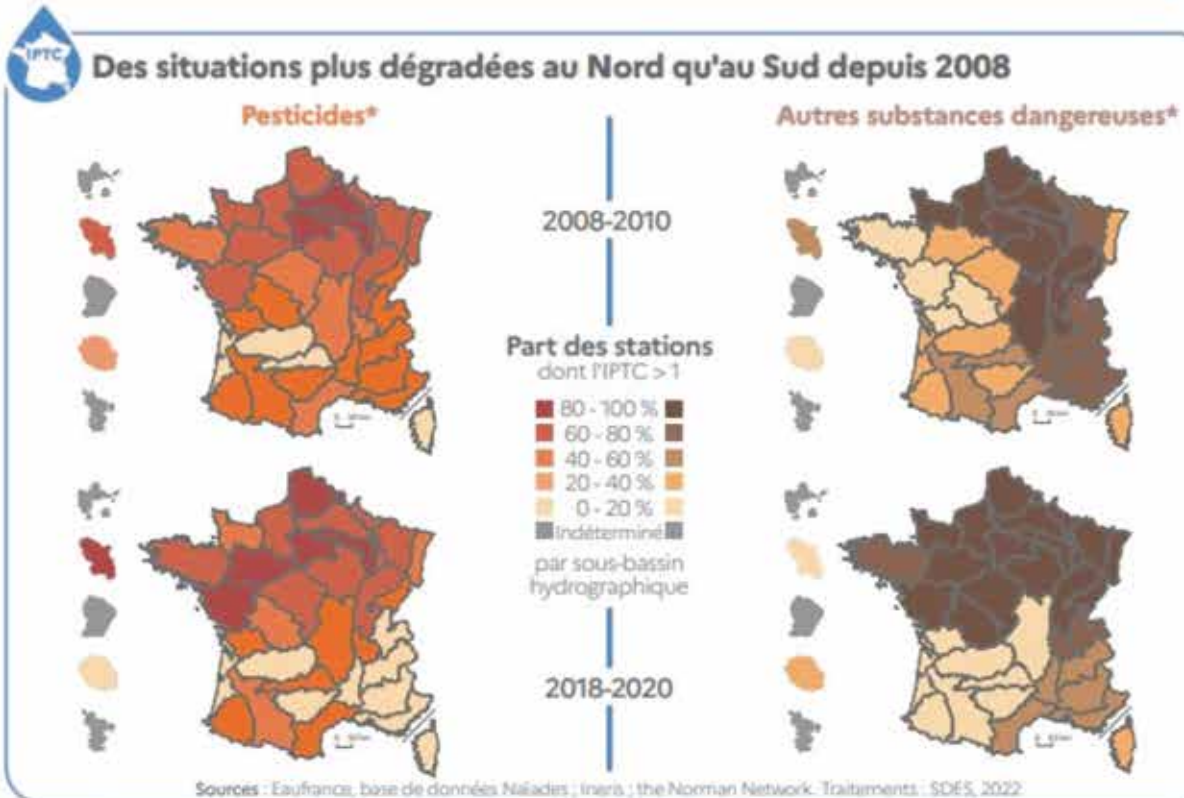 IPTC
Des situations plus dégradées au Nord qu'au Sud depuis 2008
Pesticides*
Autres substances dangereuses*
2008-2010
Part des stations
dont l'IPTC > 1
80 - 100 %
60 - 80 %
40 - 60 %
20 - 40 %
0 - 20 %
Indéterminé
par sous-bassin
hydrographique
2018-2020
Sources : Eaufrance, base de données Naïades ; Ineris ; the Norman Network. Traitements : SDES, 2022